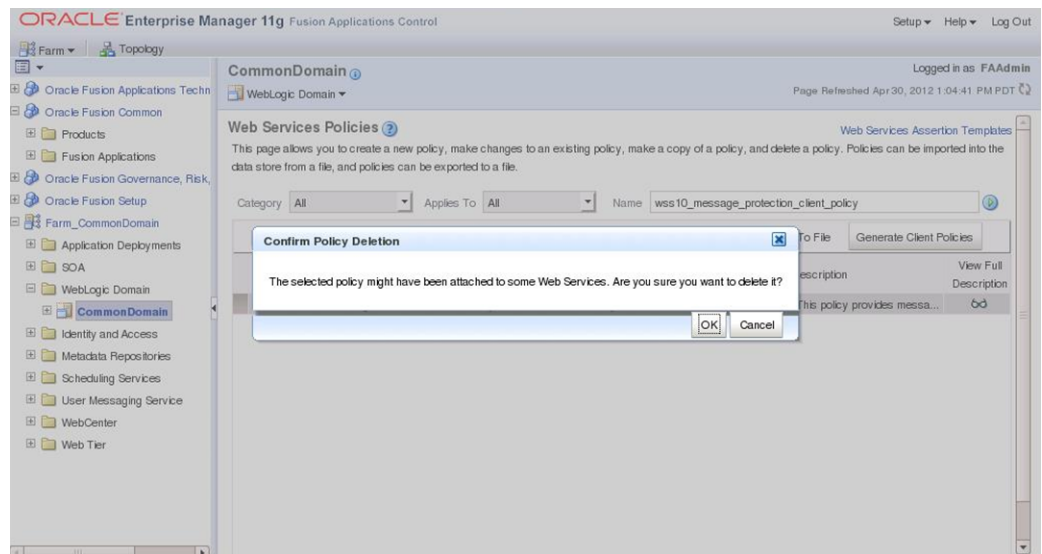 ORACLE Enterprise Manager 11g Fusion Applications Control
Setup Help Log Out
Farm Topology
CommonDomain
Logged in as FAAdmin
WebLogic Domain
Page Refreshed Apr 30, 2012 1:04:41 PM PDT
Oracle Fusion Applications Techn
Oracle Fusion Common
Products
Fusion Applications
Oracle Fusion Governance, Risk,
Oracle Fusion Setup
Farm_CommonDomain
Application Deployments
SOA
WebLogic Domain
CommonDomain
Identity and Access
Metadata Repositories
Scheduling Services
User Messaging Service
WebCenter
Web Tier
Web Services Policies
Web Services Assertion Templates
This page allows you to create a new policy, make changes to an existing policy, make a copy of a policy, and delete a policy. Policies can be imported into the
data store from a file, and policies can be exported to a file.
Category All Applies To All Name wss10_message_protection_client_policy
To File Generate Client Policies
escription
View Full
Description
This policy provides messa...
Confirm Policy Deletion
The selected policy might have been attached to some Web Services. Are you sure you want to delete it?
OK Cancel